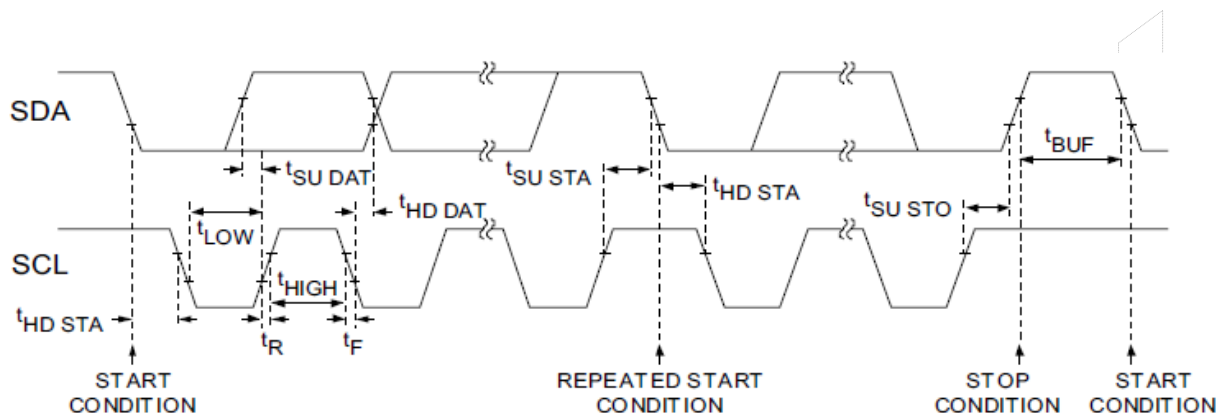 SDA
tSU DAT
tHD DAT
tSU STA
tHD STA
tBUF
tSU STO
tLOW
SCL
tHIGH
tHD STA
tR
tF
START
CONDITION
REPEATED START
CONDITION
STOP
CONDITION
START
CONDITION